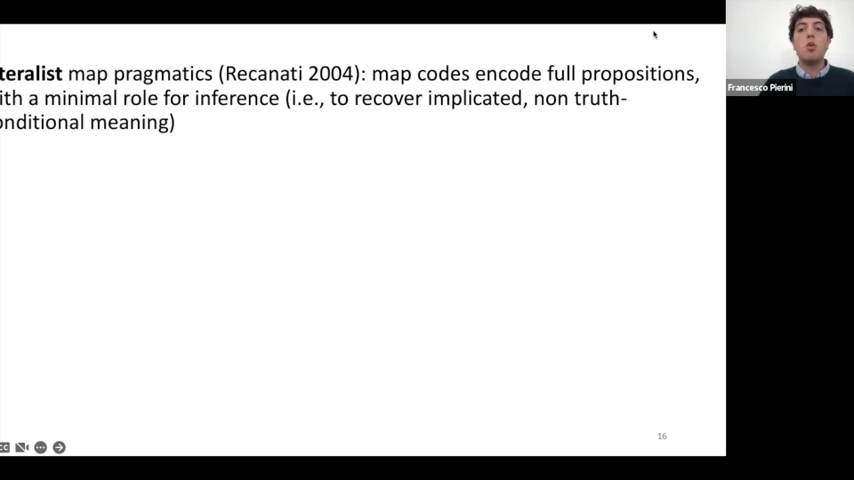 teralist map pragmatics (Recanati 2004): map codes encode full propositions,
ith a minimal role for inference (i.e., to recover implicated, non truth-
onditional meaning)
Francesco Pierini
16